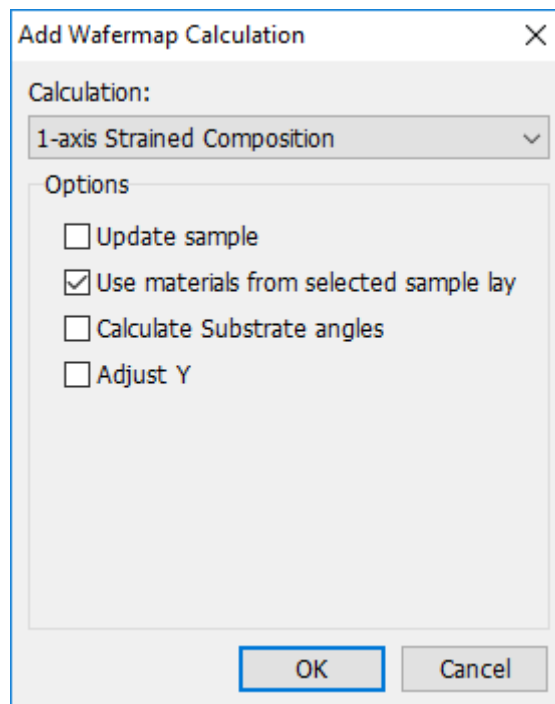 Add Wafermap Calculation
Calculation:
1-axis Strained Composition
Options
Update sample
Use materials from selected sample lay
Calculate Substrate angles
Adjust Y
OK
Cancel